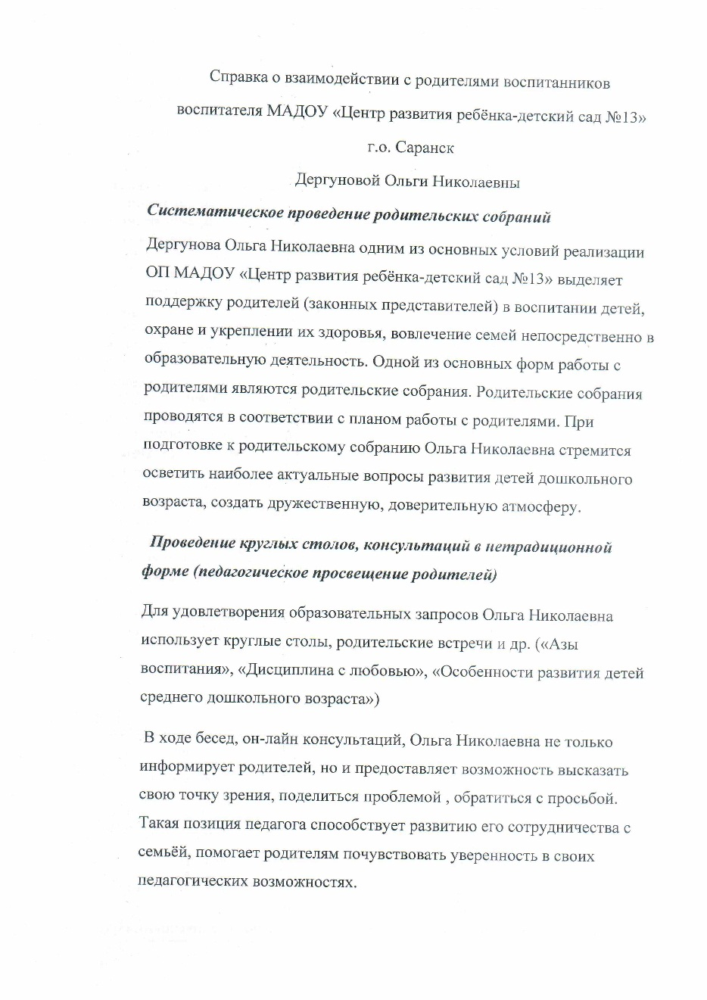 Справка о взаимодействии с родителями воспитанников
воспитателя МАДОУ «Центр развития ребёнка-детский сад №13»
г.о. Саранск
Дергуновой Ольги Николаевны
Систематическое проведение родительских собраний
Дергунова Ольга Николаевна одним из основных условий реализации
ОП МАДОУ «Центр развития ребёнка-детский сад №13» выделяет
поддержку родителей (законных представителей) в воспитании детей,
охране и укреплении их здоровья, вовлечение семей непосредственно в
образовательную деятельность. Одной из основных форм работы с
родителями являются родительские собрания. Родительские собрания
проводятся в соответствии с планом работы с родителями. При
подготовке к родительскому собранию Ольга Николаевна стремится
осветить наиболее актуальные вопросы развития детей дошкольного
возраста, создать дружественную, доверительную атмосферу.
Проведение круглых столов, консультаций в нетрадиционной
форме (педагогическое просвещение родителей)
Для удовлетворения образовательных запросов Ольга Николаевна
использует круглые столы, родительские встречи и др. («Азы
воспитания», «Дисциплина с любовью», «Особенности развития детей
среднего дошкольного возраста»)
В ходе бесед, он-лайн консультаций, Ольга Николаевна не только
информирует родителей, но и предоставляет возможность высказать
свою точку зрения, поделиться проблемой , обратиться с просьбой.
Такая позиция педагога способствует развитию его сотрудничества с
семьёй, помогает родителям почувствовать уверенность в своих
педагогических возможностях.